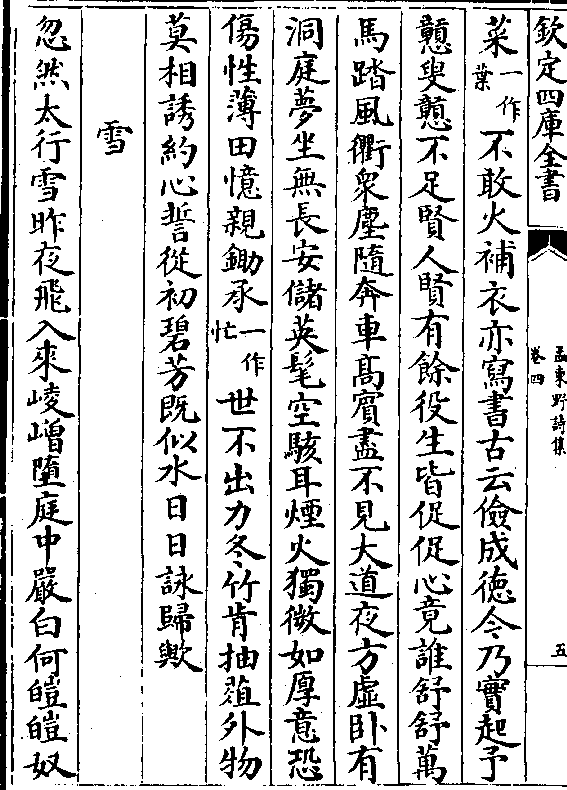 欽定四庫全書
孟東野詩集
卷四
五
菜一作葉不敢火補衣亦寫書古云儉成德今乃實起予
戇叟戇不足賢人賢有餘役生皆促促心竟誰舒舒萬
馬踏風衢衆塵隨奔車高賓盡不見大道夜方虛卧有
洞庭夢坐無長安儲英髦空駭耳煙火獨微如厚意恐
傷性薄田憶親鋤承一作忙世不出力冬竹肯抽菹外物
莫相誘約心誓從初碧芳既似水日日詠歸歟
雪
忽然太行雪昨夜飛入來崚嶒墮庭中嚴白何皚皚奴